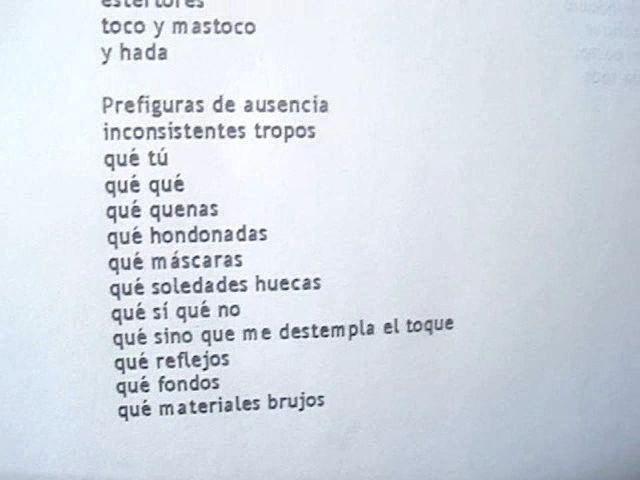 estertores
toco y mastoco
y hada
Prefiguras de ausencia
inconsistentes tropos
qué tú
qué qué
qué quenas
qué hondonadas
qué máscaras
qué soledades huecas
qué sí qué no
qué sino que me destempla el toque
qué reflejos
qué fondos
qué materiales brujos